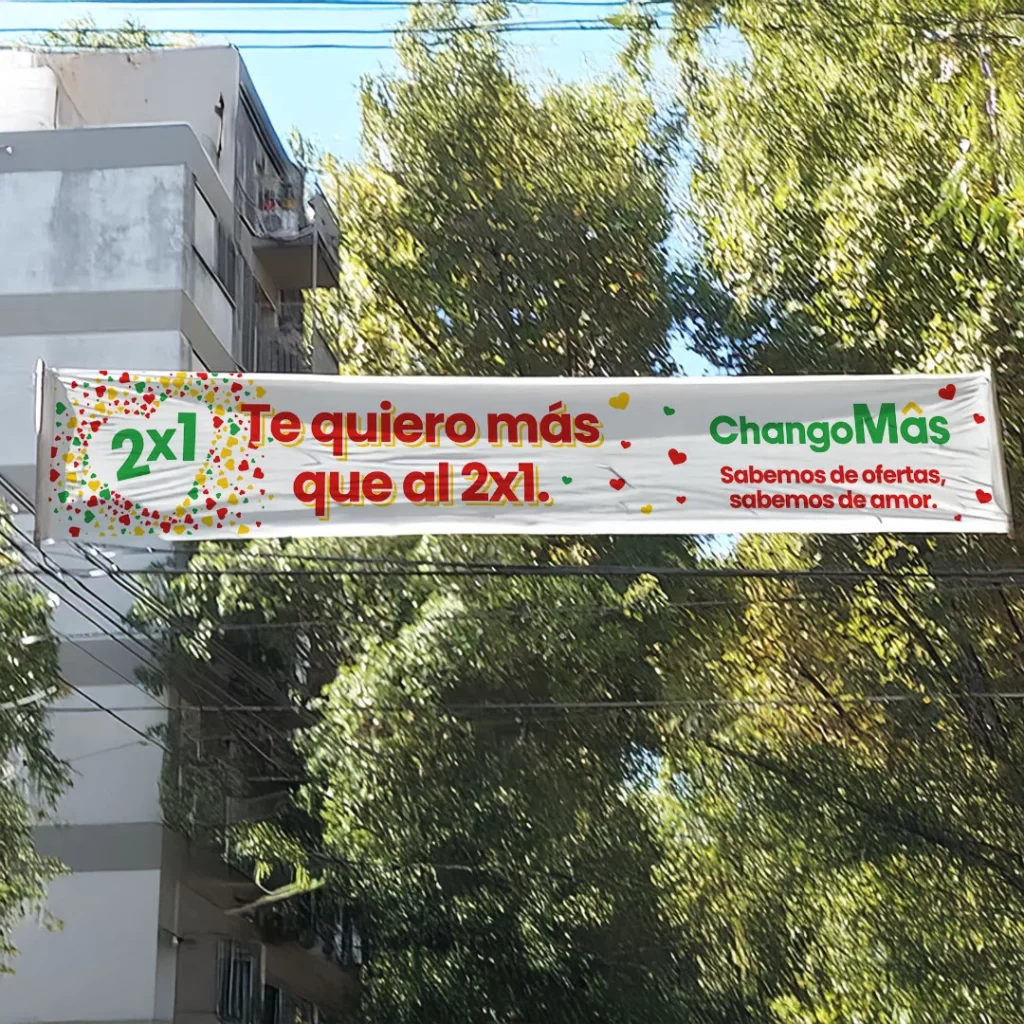 2x1
Te quiero más
que al 2x1.
ChangoMâs
Sabemos de ofertas,
sabemos de amor.